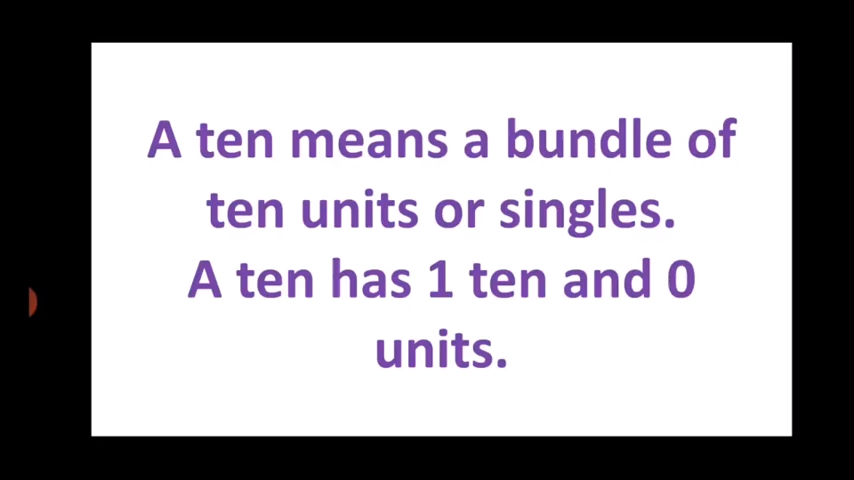 A ten means a bundle of
ten units or singles.
A ten has 1 ten and 0
units.